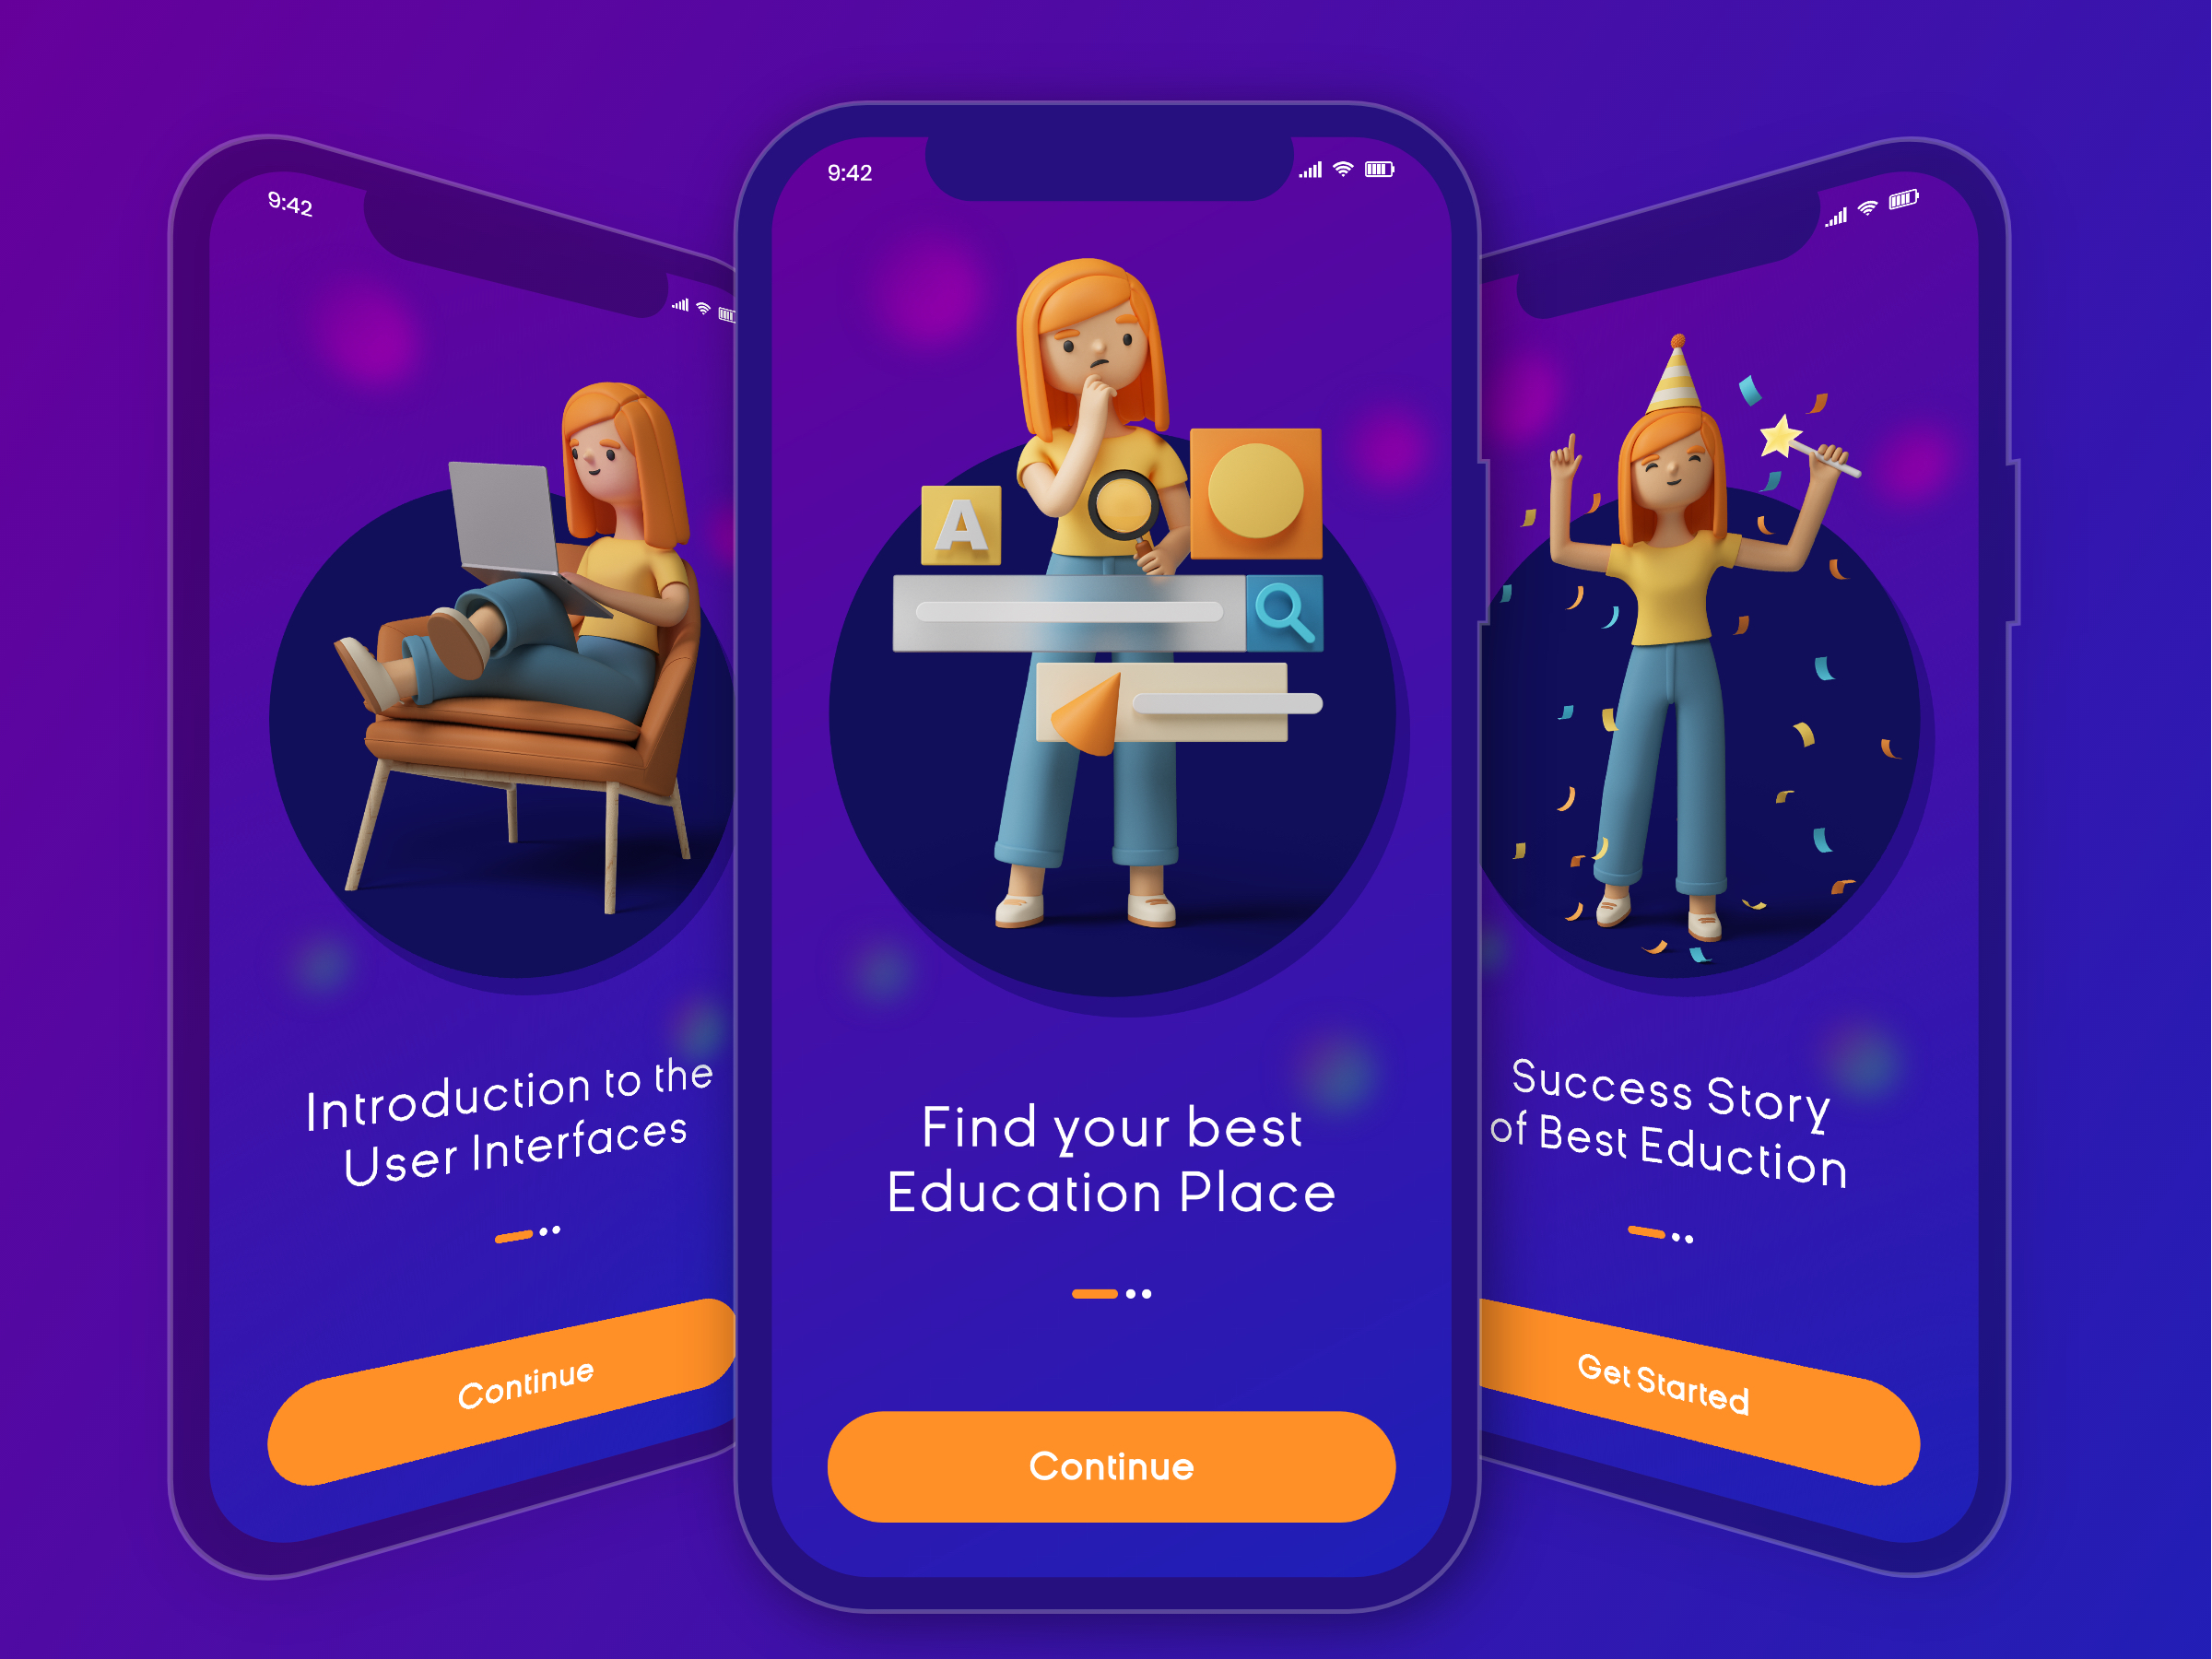 9:42
Introduction to the
User Interfaces
Continue
9:42
A
Find your best
Education Place
Continue
Success Story
of Best Eduction
Get Started